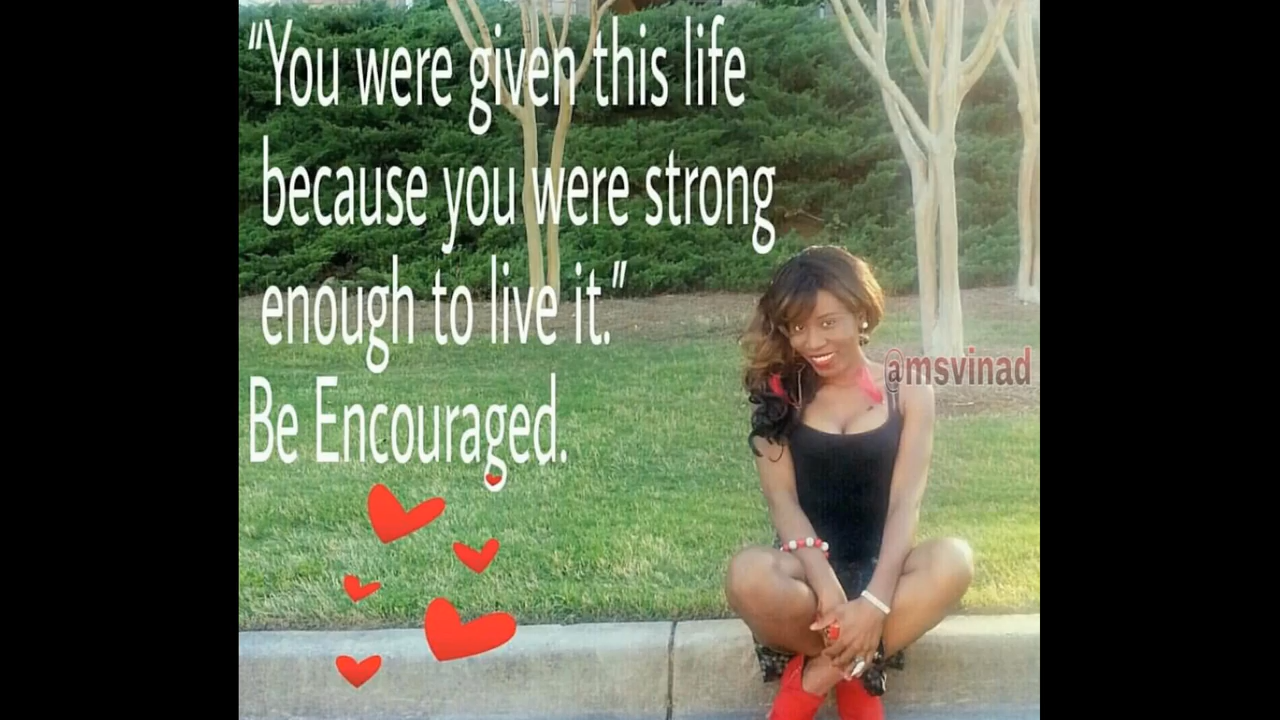 “You were given this life
because you were strong
enough to live it.”
@msvinad
Be Encouraged.